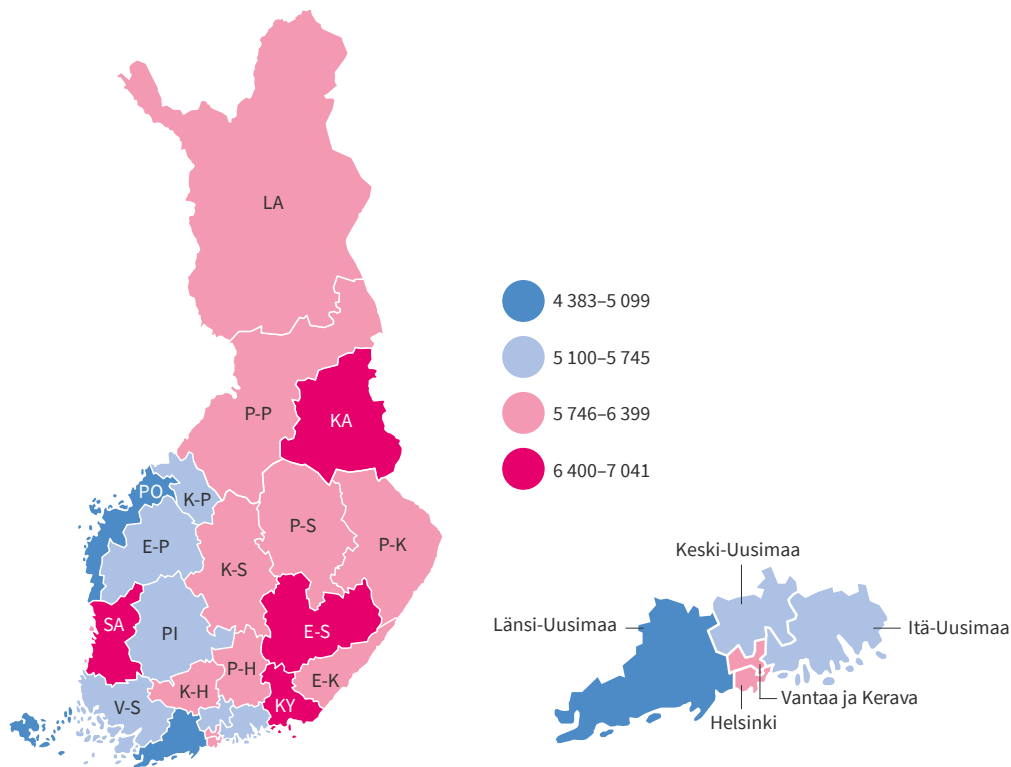 LA
P-P
KA
PO
K-P
E-P
P-S
P-K
K-S
SA
PI
E-S
P-H
E-K
K-H
V-S
KY
4 383–5 099
5 100–5 745
5 746–6 399
6 400–7 041
Keski-Uusimaa
Länsi-Uusimaa
Itä-Uusimaa
Vantaa ja Kerava
Helsinki